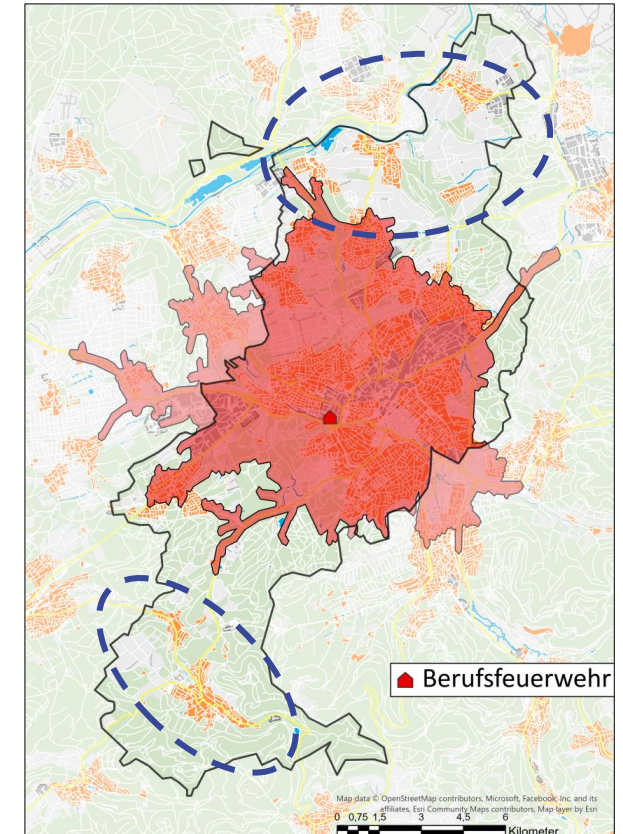 Berufsfeuerwehr
Map data © OpenStreetMap contributors, Microsoft, Facebook, Inc. and its
affiliates, Esri Community Maps contributors, Map layer by Esri
0 0,75 1,5 3 4,5 6
Kilometer